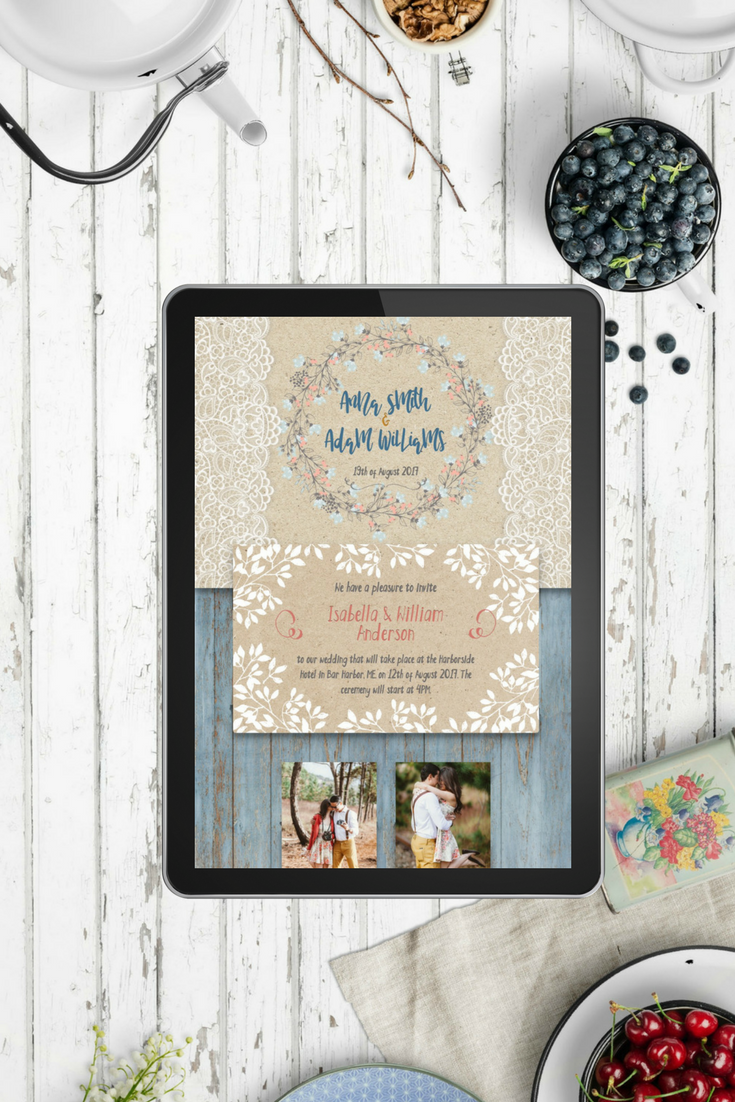 Anna Smith
&
Adam Williams
19th of August 2017
We have a pleasure to invite
Isabella & William
Anderson
to our wedding that will take place at the Harborside
Hotel in Bar Harbor, ME on 12th of August 2017. The
ceremony will start at 4PM.